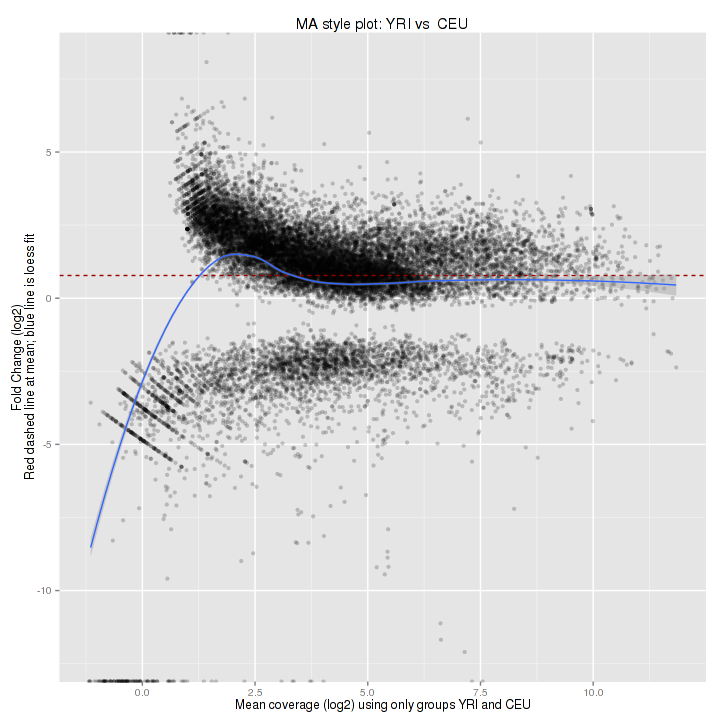 MA style plot: YRI vs  CEU
Fold Change (log2)
Red dashed line at mean; blue line is loess fit
5
0
-5
-10
0.0 2.5 5.0 7.5 10.0
Mean coverage (log2) using only groups YRI and CEU